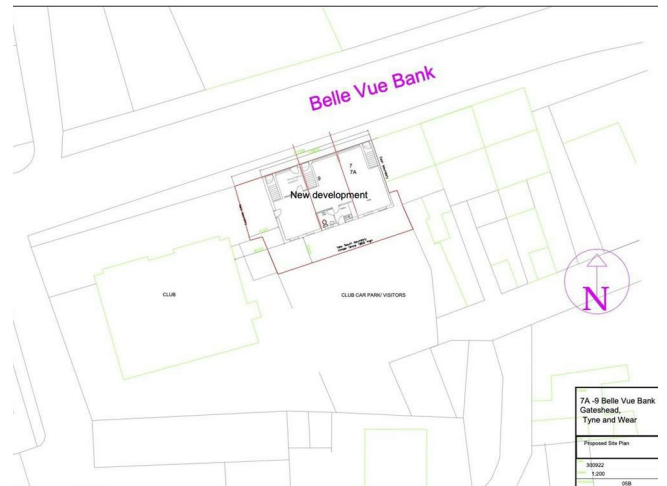 Belle Vue Bank
7
9
7A
New development
CLUB
CLUB CAR PARK/ VISITORS
N
7A -9 Belle Vue Bank
Gateshead,
Tyne and Wear
Proposed Site Plan
300922
1:200
05B